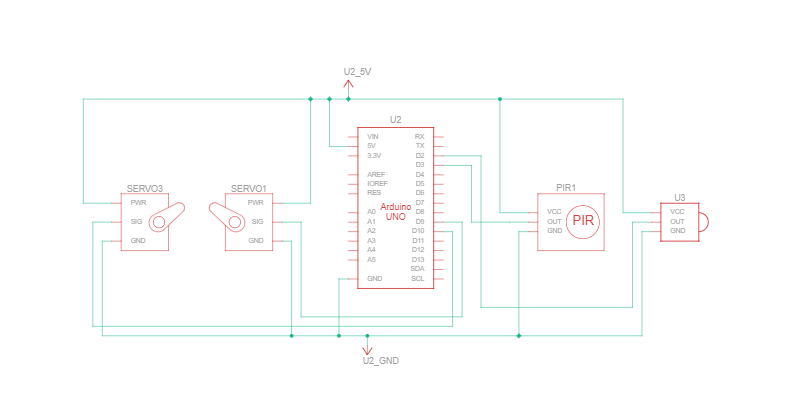 U2_5V
U2
VIN
5V
3.3V
AREF
IOREF
RES
A0
A1
A2
A3
A4
A5
GND
Arduino
UNO
RX
TX
D2
D3
D4
D5
D6
D7
D8
D9
D10
D11
D12
D13
SDA
SCL
SERVO3
PWR
SIG
GND
SERVO1
PWR
SIG
GND
PIR1
VCC
OUT
GND
PIR
U3
VCC
OUT
GND
U2_GND